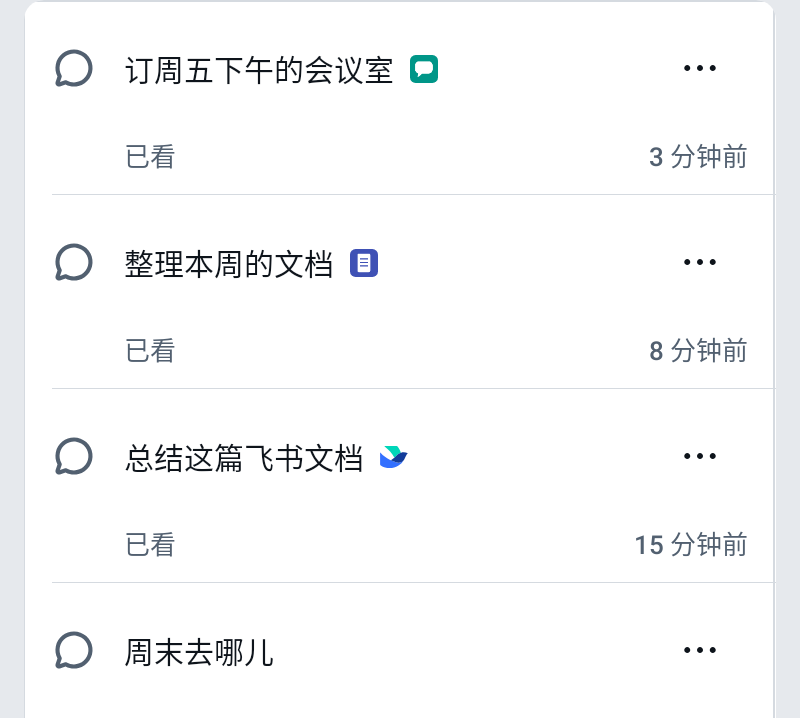 订周五下午的会议室
已看 3 分钟前
整理本周的文档
已看 8 分钟前
总结这篇飞书文档
已看 15 分钟前
周末去哪儿